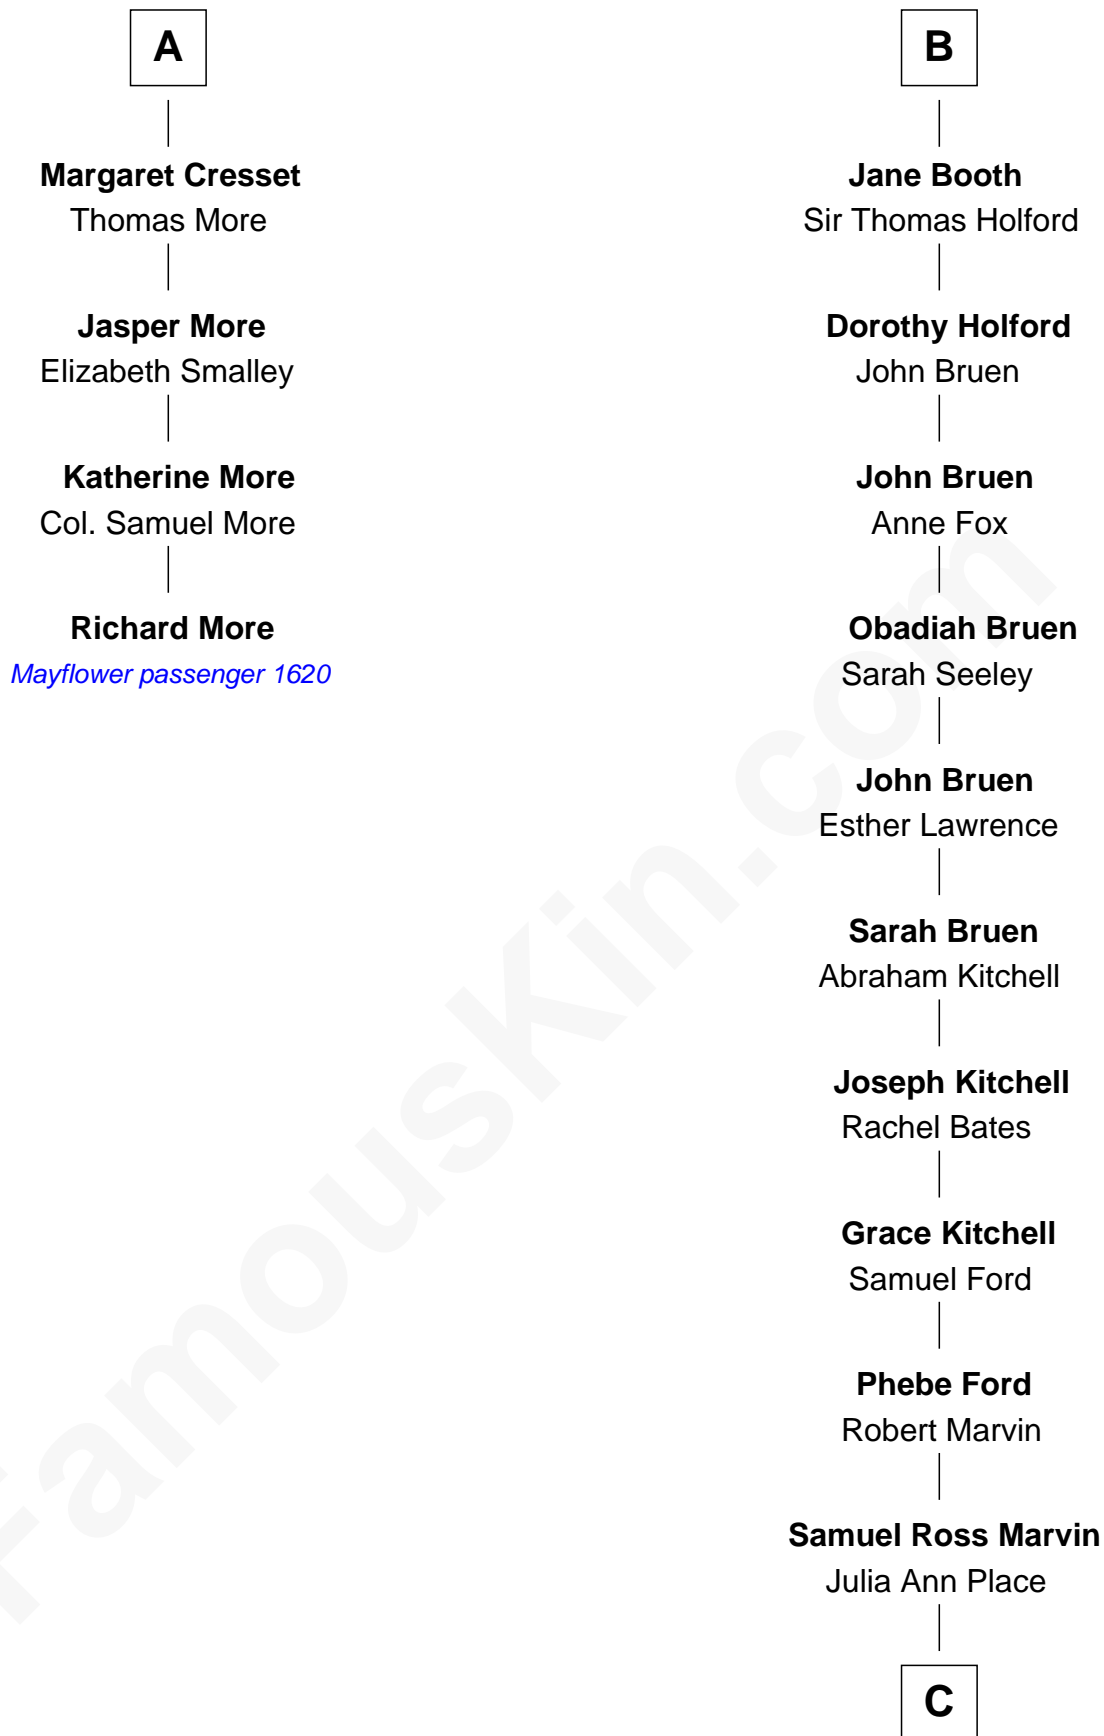 A
Margaret Cresset
Thomas More
Jasper More
Elizabeth Smalley
Katherine More
Col. Samuel More
Richard More
Mayflower passenger 1620
B
Jane Booth
Sir Thomas Holford
Dorothy Holford
John Bruen
John Bruen
Anne Fox
Obadiah Bruen
Sarah Seeley
John Bruen
Esther Lawrence
Sarah Bruen
Abraham Kitchell
Joseph Kitchell
Rachel Bates
Grace Kitchell
Samuel Ford
Phebe Ford
Robert Marvin
Samuel Ross Marvin
Julia Ann Place
C
FamousKin.com